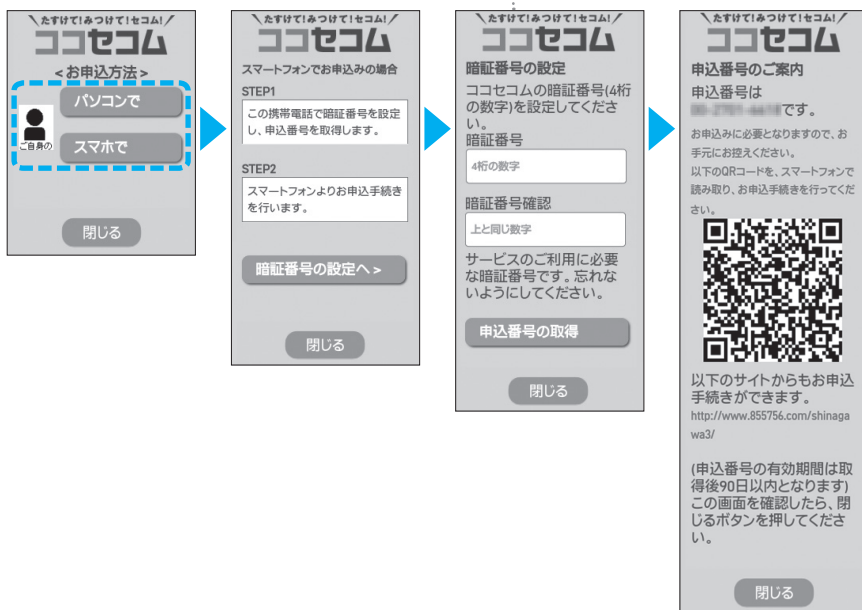 ＼たすけて!みつけて!セコム!／
ココセコム
<お申込方法>
ご自身の
パソコンで
スマホで
閉じる
＼たすけて!みつけて!セコム!／
ココセコム
スマートフォンでお申込みの場合
STEP1
この携帯電話で暗証番号を設定
し、申込番号を取得します。
STEP2
スマートフォンよりお申込手続き
を行います。
暗証番号の設定へ >
閉じる
＼たすけて!みつけて!セコム!／
ココセコム
暗証番号の設定
ココセコムの暗証番号(4桁
の数字)を設定してくださ
い。
暗証番号
4桁の数字
暗証番号確認
上と同じ数字
サービスのご利用に必要
な暗証番号です。忘れな
いようにしてください。
申込番号の取得
閉じる
＼たすけて!みつけて!セコム!／
ココセコム
申込番号のご案内
申込番号は
です。
お申込みに必要となりますので、お
手元にお控えください。
以下のQRコードを、スマートフォンで
読み取り、お申込手続きを行ってくだ
さい。
以下のサイトからもお申込
手続きができます。
http://www.855756.com/shinaga
wa3/
(申込番号の有効期間は取
得後90日以内となります)
この画面を確認したら、閉
じるボタンを押してくださ
い。
閉じる